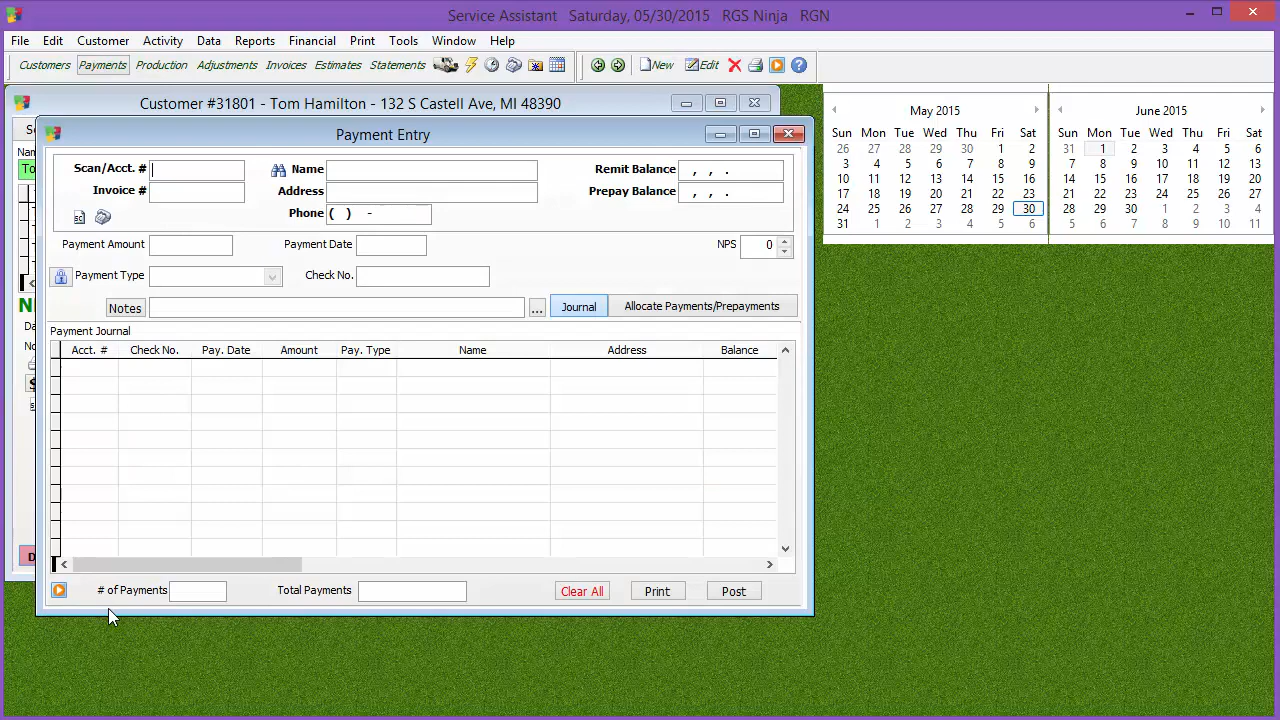 Service Assistant Saturday, 05/30/2015 RGS Ninja RGN
File Edit Customer Activity Data Reports Financial Print Tools Window Help
Customers Payments Production Adjustments Invoices Estimates Statements New Edit
Customer #31801 - Tom Hamilton - 132 S Castell Ave, MI 48390
Payment Entry
Scan/Acct. # Name Remit Balance , , .
Invoice # Address Prepay Balance , , .
Phone ( ) -
Payment Amount Payment Date NPS 0
Payment Type Check No.
Notes ... Journal Allocate Payments/Prepayments
Payment Journal
Acct. # Check No. Pay. Date Amount Pay. Type Name Address Balance
# of Payments Total Payments Clear All Print Post
May 2015
Sun Mon Tue Wed Thu Fri Sat
26 27 28 29 30 1 2
3 4 5 6 7 8 9
10 11 12 13 14 15 16
17 18 19 20 21 22 23
24 25 26 27 28 29 30
31 1 2 3 4 5 6
June 2015
Sun Mon Tue Wed Thu Fri Sat
31 1 2 3 4 5 6
7 8 9 10 11 12 13
14 15 16 17 18 19 20
21 22 23 24 25 26 27
28 29 30 1 2 3 4
5 6 7 8 9 10 11